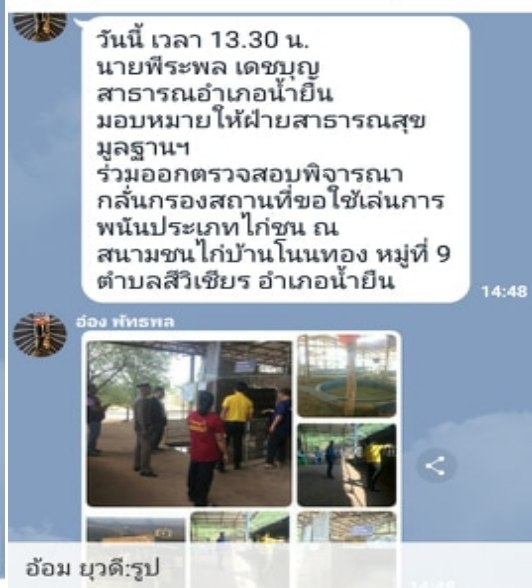 วันนี้ เวลา 13.30 น.
นายพีระพล เดชบุญ
สาธารณอำเภอน้ำยืน
มอบหมายให้ฝ่ายสาธารณสุข
มูลฐานฯ
ร่วมออกตรวจสอบพิจารณา
กลั่นกรองสถานที่ขอใช้เล่นการ
พนันประเภทไก่ชน ณ
สนามชนไก่บ้านโนนทอง หมู่ที่ 9
ตำบลสีวิเชียร อำเภอน้ำยืน
14:48
อ๋อง พัทธพล
อ้อม ยุวดี:รูป
14:48